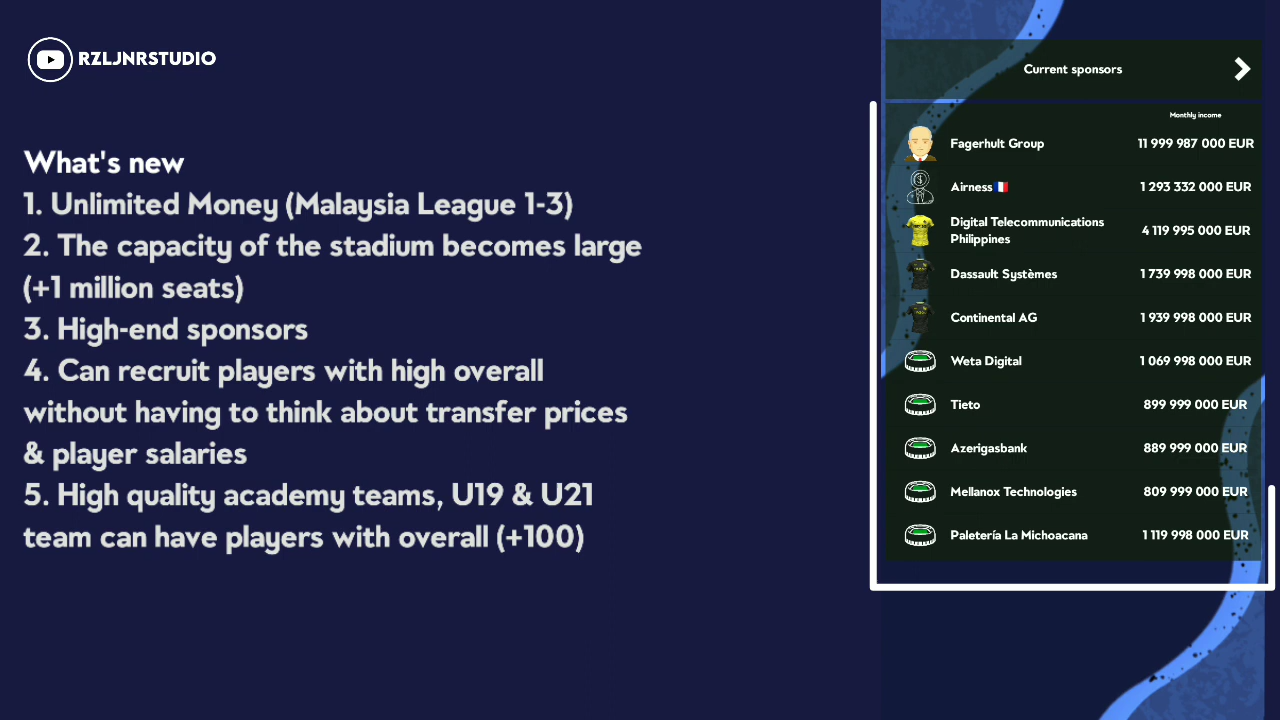 RZLJNRSTUDIO
What's new
1. Unlimited Money (Malaysia League 1-3)
2. The capacity of the stadium becomes large
(+1 million seats)
3. High-end sponsors
4. Can recruit players with high overall
without having to think about transfer prices
& player salaries
5. High quality academy teams, U19 & U21
team can have players with overall (+100)
Current sponsors
Monthly income
Fagerhult Group 11 999 987 000 EUR
Airness 1 293 332 000 EUR
Digital Telecommunications
Philippines 4 119 995 000 EUR
Dassault Systèmes 1 739 998 000 EUR
Continental AG 1 939 998 000 EUR
Weta Digital 1 069 998 000 EUR
Tieto 899 999 000 EUR
Azerigasbank 889 999 000 EUR
Mellanox Technologies 809 999 000 EUR
Paletería La Michoacana 1 119 998 000 EUR